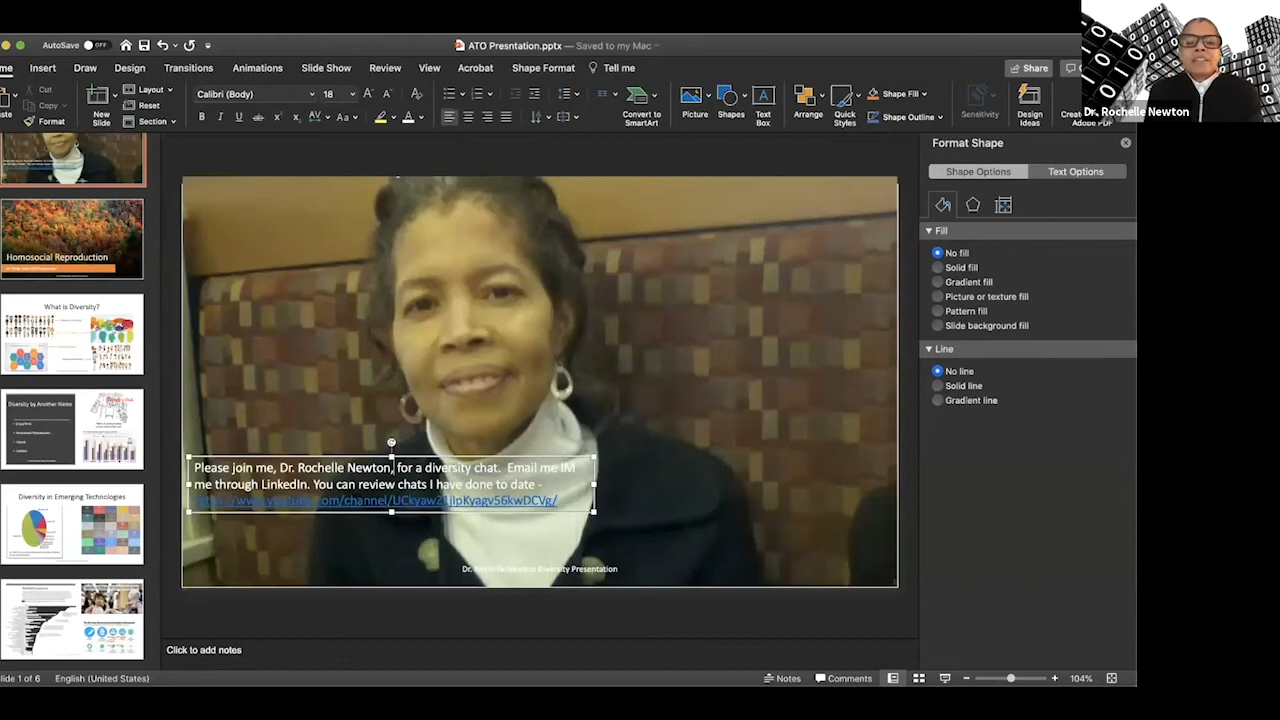 AutoSave OFF
ATO Presntation.pptx — Saved to my Mac
Insert Draw Design Transitions Animations Slide Show Review View Acrobat Shape Format Tell me
Share
Cut
Copy
Format
New Slide
Layout
Reset
Section
Calibri (Body) 18
Convert to SmartArt
Picture
Shapes
Text Box
Arrange
Quick Styles
Shape Fill
Shape Outline
Sensitivity
Design Ideas
Dr. Rochelle Newton
Homosocial Reproduction
What is Diversity?
Diversity by Another Name
Diversity in Emerging Technologies
Please join me, Dr. Rochelle Newton, for a diversity chat. Email me IM
me through LinkedIn. You can review chats I have done to date -
Dr. Rochelle Newton Diversity Presentation
Click to add notes
Format Shape
Shape Options Text Options
Fill
No fill
Solid fill
Gradient fill
Picture or texture fill
Pattern fill
Slide background fill
Line
No line
Solid line
Gradient line
lide 1 of 6 English (United States)
Notes Comments 104%